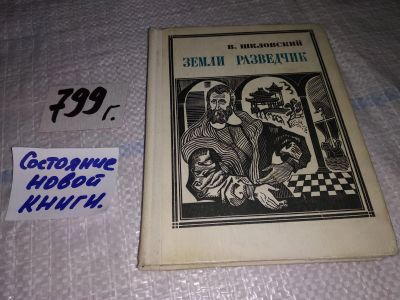 799 г.
Состояние
новой
книги.
В. ШКЛОВСКИЙ
ЗЕМЛИ РАЗВЕДЧИК